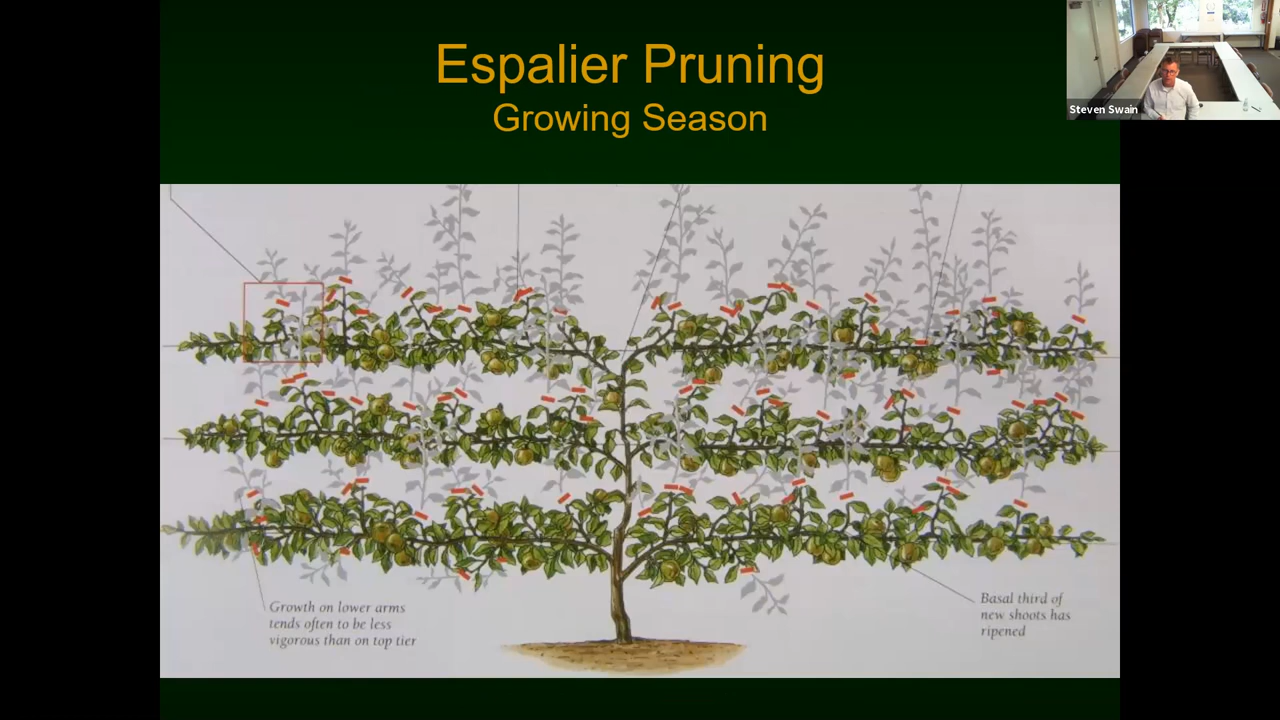 Espalier Pruning
Growing Season
Steven Swain
Growth on lower arms
tends often to be less
vigorous than on top tier
Basal third of
new shoots has
ripened